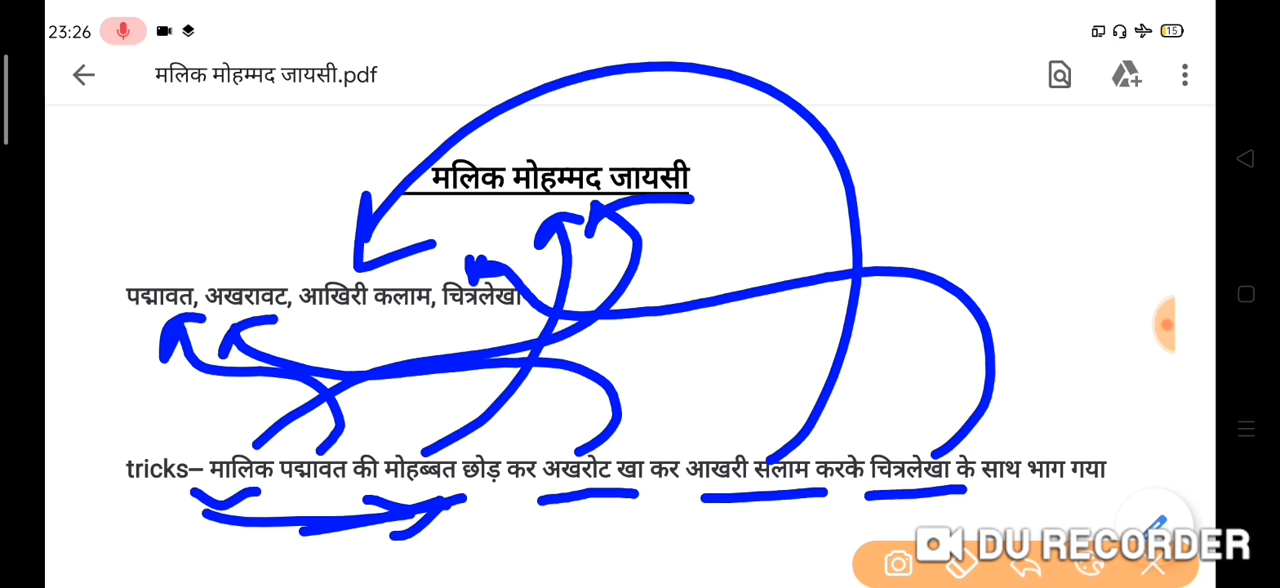 23:26
15
मलिक मोहम्मद जायसी.pdf
मलिक मोहम्मद जायसी
पद्मावत, अखरावट, आखिरी कलाम, चित्रलेखा
tricks– मालिक पद्मावत की मोहब्बत छोड़ कर अखरोट खा कर आखरी सलाम करके चित्रलेखा के साथ भाग गया
DU RECORDER